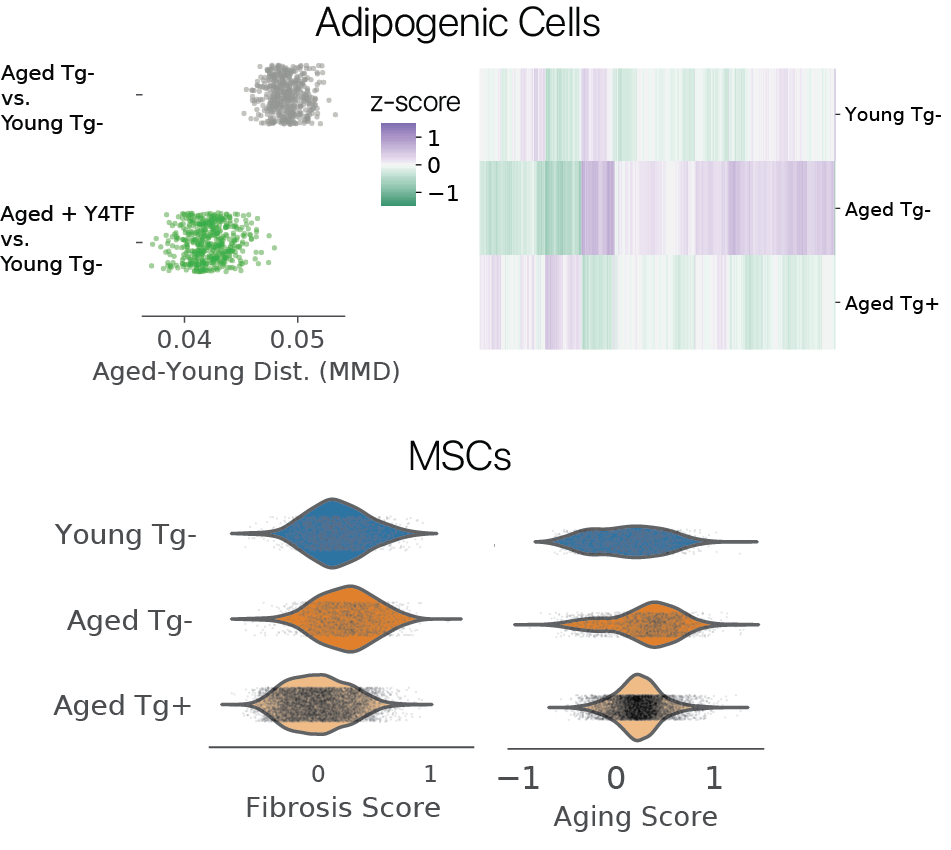 Adipogenic Cells
Aged Tg-
vs.
Young Tg-
Aged + Y4TF
vs.
Young Tg-
0.04 0.05
Aged-Young Dist. (MMD)
z-score
1
0
−1
Young Tg-
Aged Tg-
Aged Tg+
MSCs
Young Tg-
Aged Tg-
Aged Tg+
0 1
Fibrosis Score
−1 0 1
Aging Score